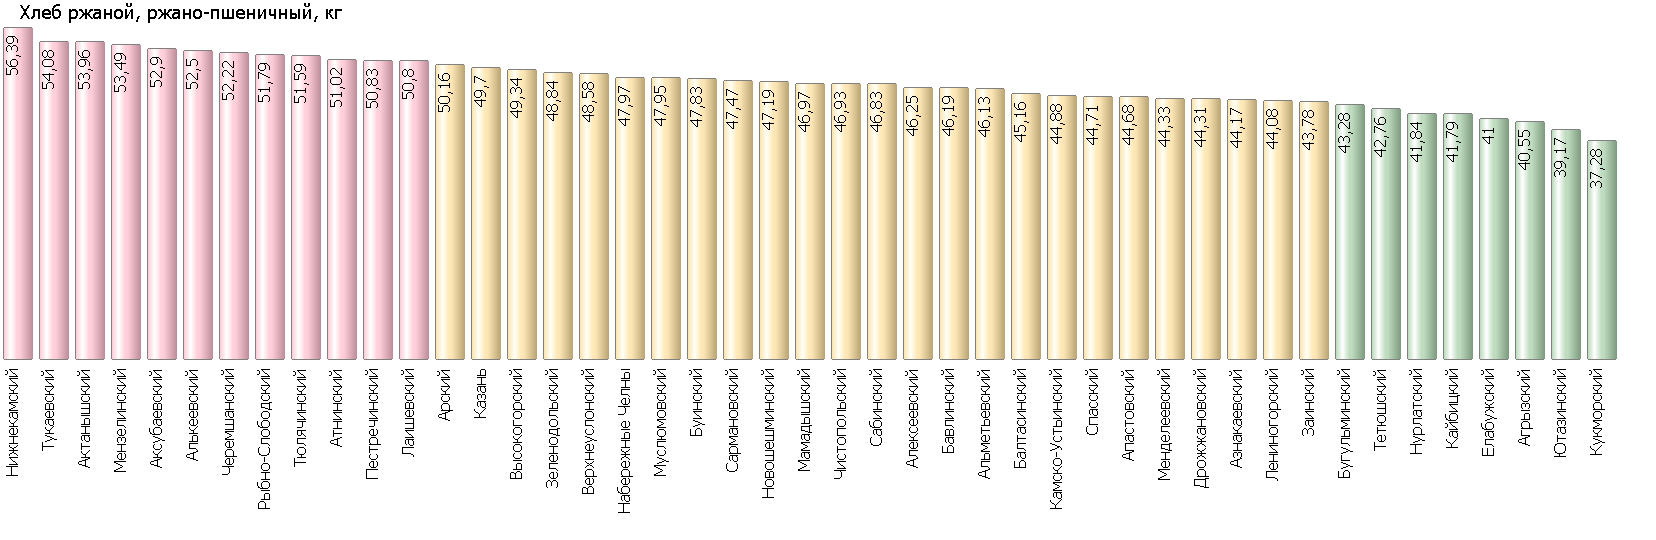 Хлеб ржаной, ржано-пшеничный, кг
56,39
54,08
53,96
53,49
52,9
52,5
52,22
51,79
51,59
51,02
50,83
50,8
50,16
49,7
49,34
48,84
48,58
47,97
47,95
47,83
47,47
47,19
46,97
46,93
46,83
46,25
46,19
46,13
45,16
44,88
44,71
44,68
44,33
44,31
44,17
44,08
43,78
43,28
42,76
41,84
41,79
41
40,55
39,17
37,28
Нижнекамский
Тукаевский
Актанышский
Мензелинский
Аксубаевский
Алькеевский
Черемшанский
Рыбно-Слободский
Тюлячинский
Атнинский
Пестречинский
Лаишевский
Арский
Казань
Высокогорский
Зеленодольский
Верхнеуслонский
Набережные Челны
Муслюмовский
Буинский
Сармановский
Новошешминский
Мамадышский
Чистопольский
Сабинский
Алексеевский
Бавлинский
Альметьевский
Балтасинский
Камско-Устьинский
Спасский
Апастовский
Менделеевский
Дрожжановский
Азнакаевский
Лениногорский
Заинский
Бугульминский
Тетюшский
Нурлатский
Кайбицкий
Елабужский
Агрызский
Ютазинский
Кукморский